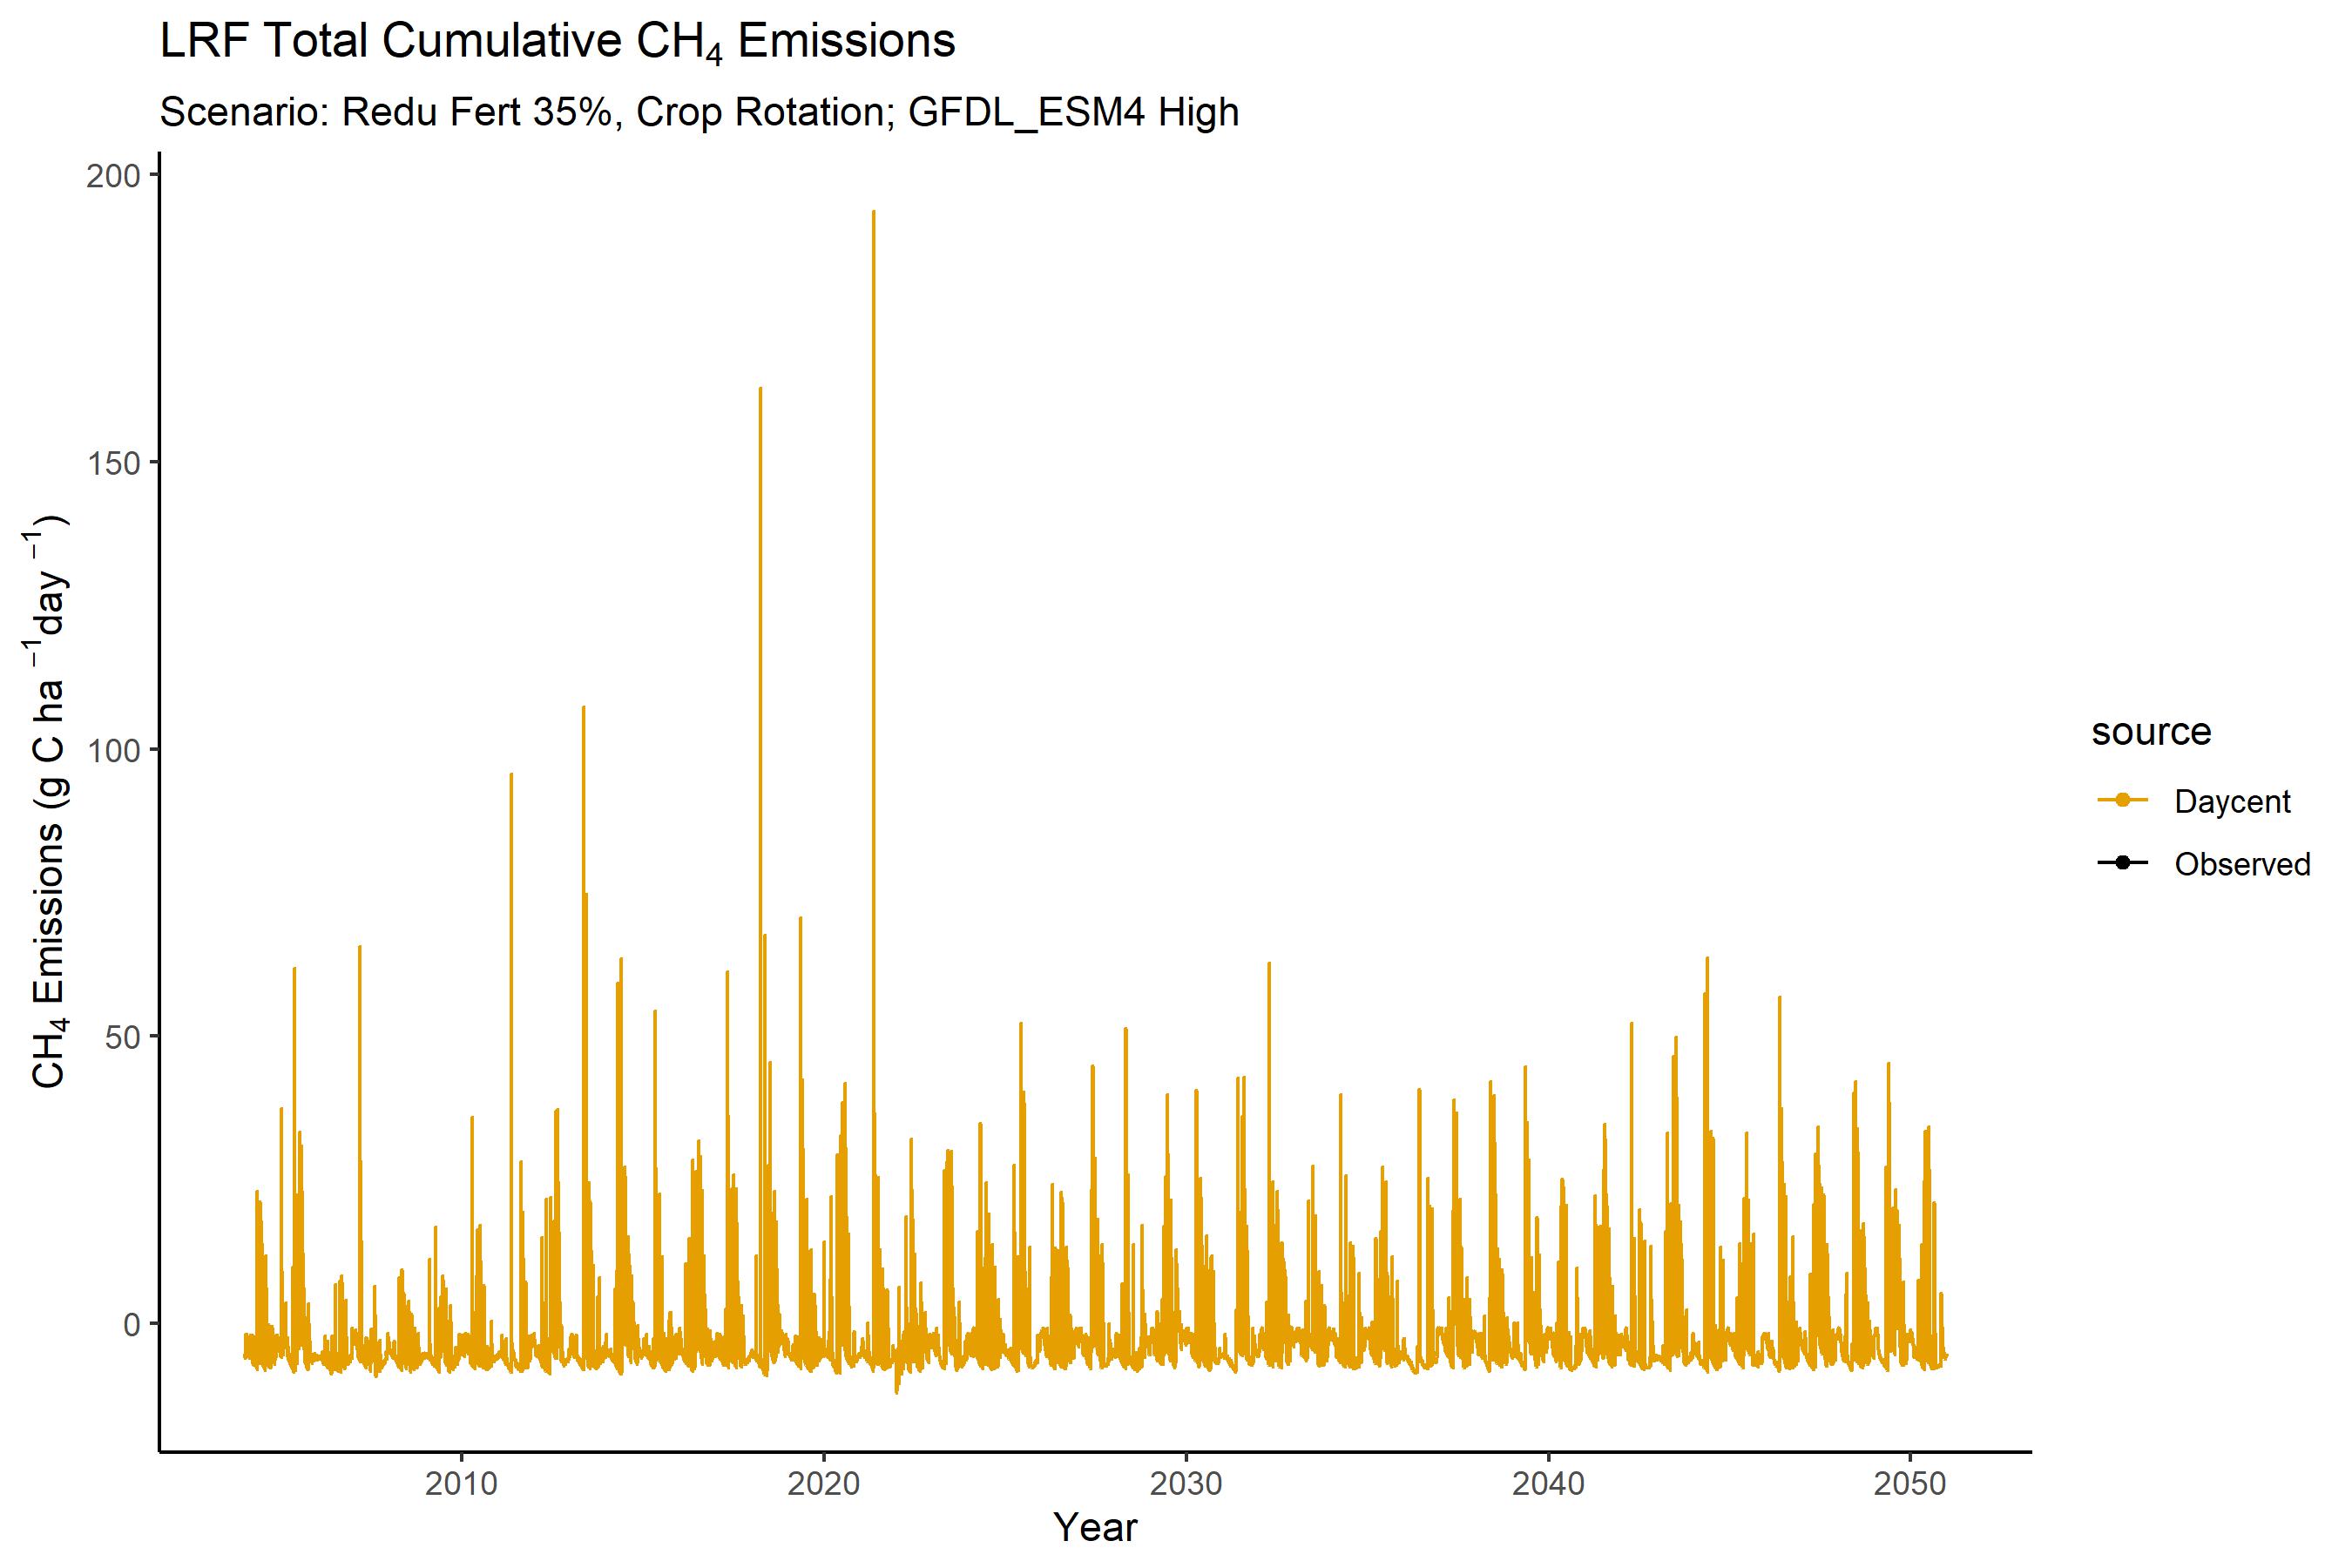 LRF Total Cumulative CH₄ Emissions
Scenario: Redu Fert 35%, Crop Rotation; GFDL_ESM4 High
CH₄ Emissions (g C ha ⁻¹day ⁻¹)
200
150
100
50
0
2010 2020 2030 2040 2050
Year
source
Daycent
Observed